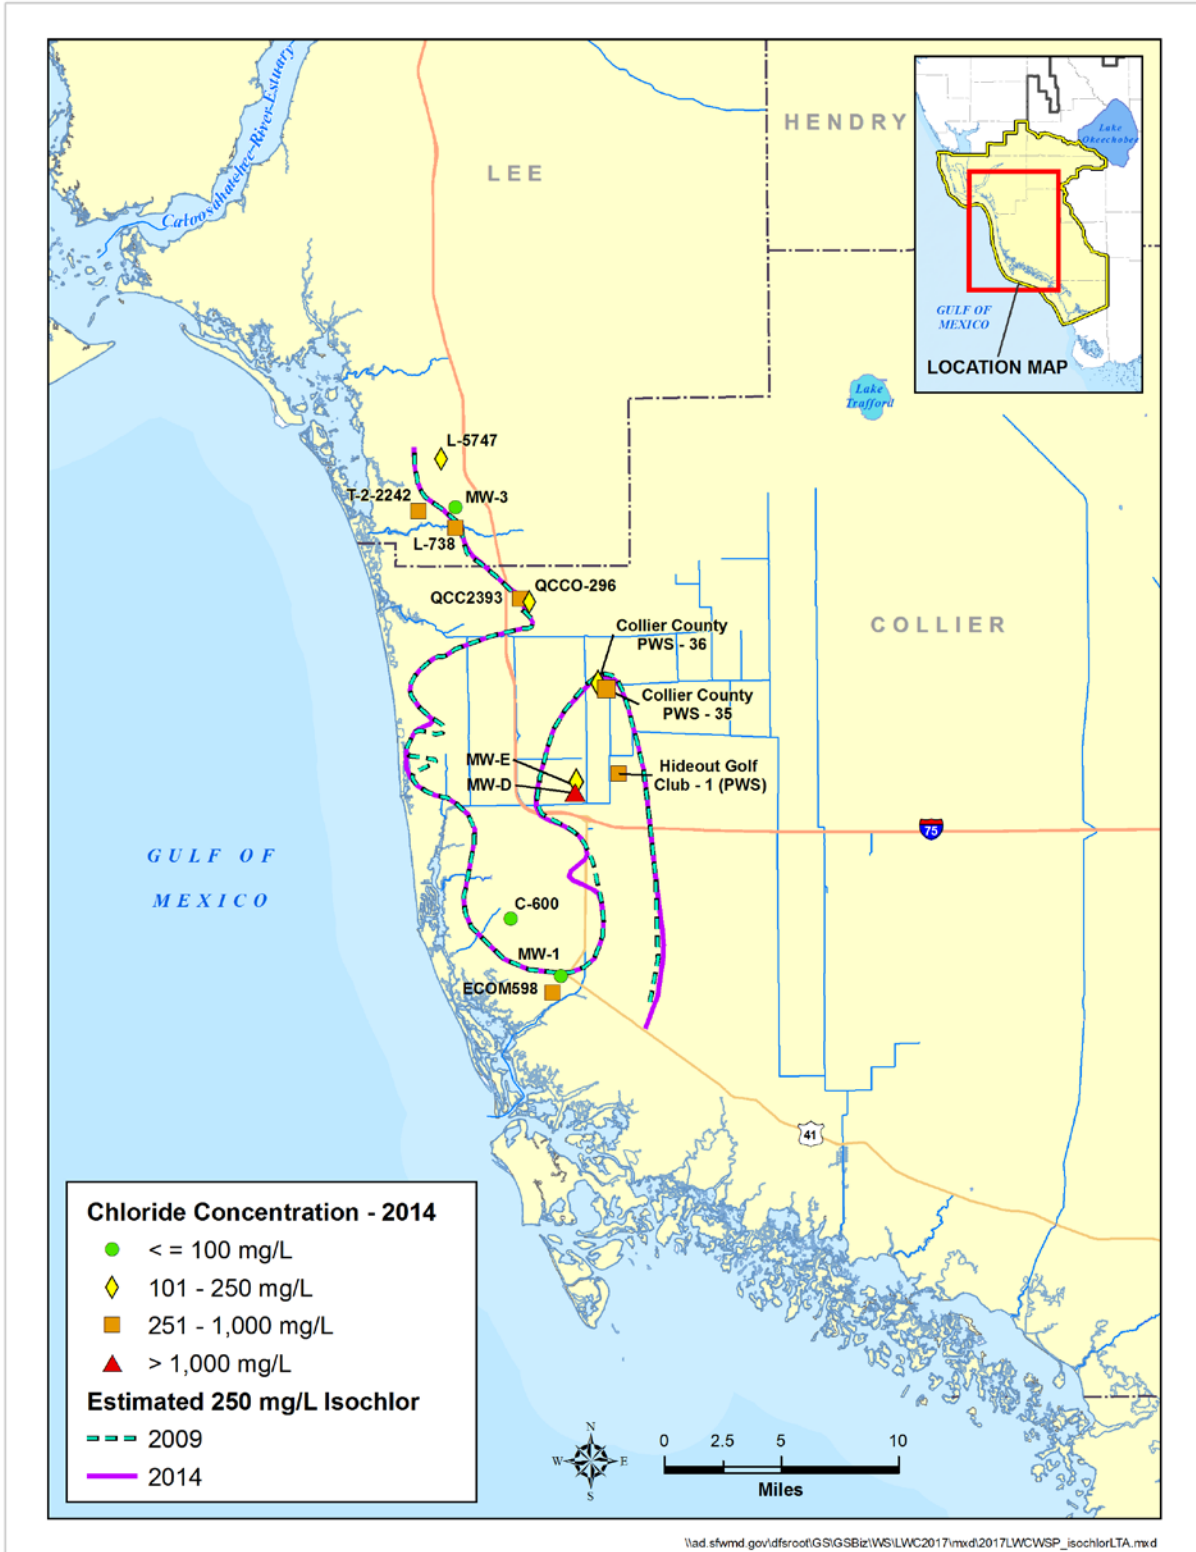 Caloosahatchee River Estuary
LEE
HENDRY
Lake
Okeechobee
GULF OF
MEXICO
LOCATION MAP
Lake
Trafford
L-5747
T-2-2242
MW-3
L-738
QCCO-296
QCC2393
Collier County
PWS - 36
COLLIER
Collier County
PWS - 35
MW-E
MW-D
Hideout Golf
Club - 1 (PWS)
75
GULF OF
MEXICO
C-600
MW-1
ECOM598
41
Chloride Concentration - 2014
< = 100 mg/L
101 - 250 mg/L
251 - 1,000 mg/L
> 1,000 mg/L
Estimated 250 mg/L Isochlor
2009
2014
N
W E
S
0 2.5 5 10
Miles
\\ad.sfwmd.gov\dfsroot\GS\GSBiz\WS\LWC2017\mxd\2017LWCWSP_isochlorLTA.mxd